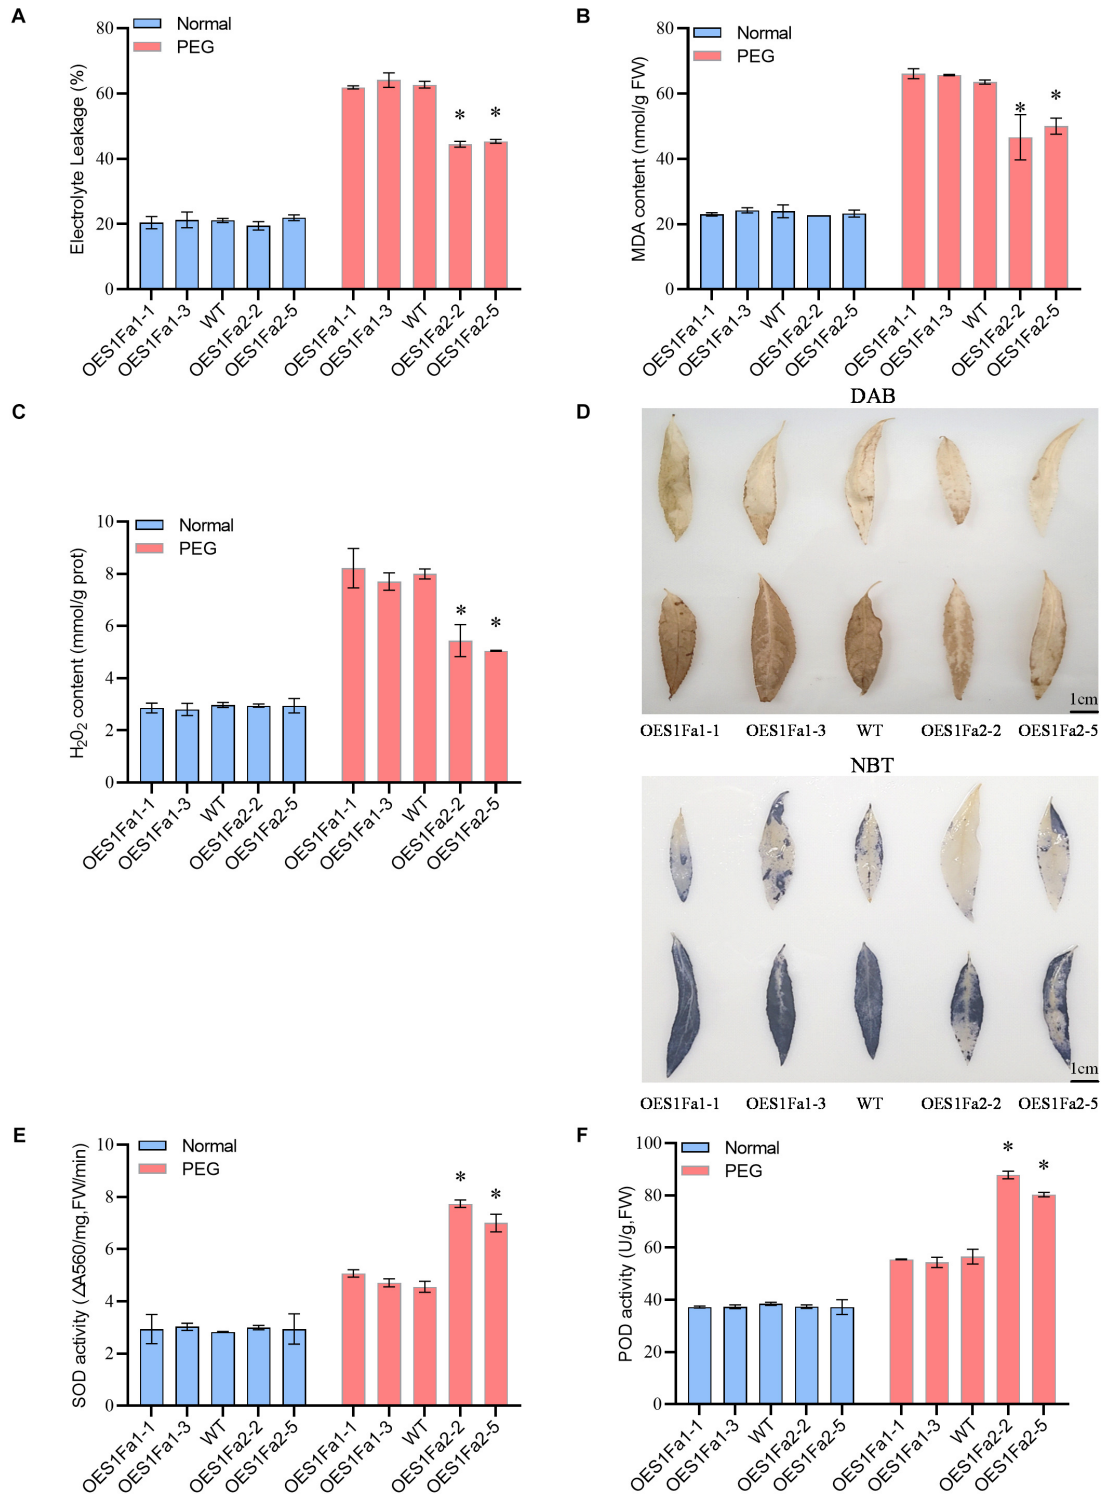 A
80
60
40
20
0
Electrolyte Leakage (%)
Normal
PEG
OES1Fa1-1
OES1Fa1-3
WT
OES1Fa2-2
OES1Fa2-5
OES1Fa1-1
OES1Fa1-3
WT
OES1Fa2-2
OES1Fa2-5
*
*
B
80
60
40
20
0
MDA content (nmol/g FW)
Normal
PEG
OES1Fa1-1
OES1Fa1-3
WT
OES1Fa2-2
OES1Fa2-5
OES1Fa1-1
OES1Fa1-3
WT
OES1Fa2-2
OES1Fa2-5
*
*
C
10
8
6
4
2
0
H₂0₂ content (mmol/g prot)
Normal
PEG
OES1Fa1-1
OES1Fa1-3
WT
OES1Fa2-2
OES1Fa2-5
OES1Fa1-1
OES1Fa1-3
WT
OES1Fa2-2
OES1Fa2-5
*
*
D
DAB
1cm
OES1Fa1-1 OES1Fa1-3 WT OES1Fa2-2 OES1Fa2-5
NBT
1cm
OES1Fa1-1 OES1Fa1-3 WT OES1Fa2-2 OES1Fa2-5
E
10
8
6
4
2
0
SOD activity (ΔA560/mg,FW/min)
Normal
PEG
OES1Fa1-1
OES1Fa1-3
WT
OES1Fa2-2
OES1Fa2-5
OES1Fa1-1
OES1Fa1-3
WT
OES1Fa2-2
OES1Fa2-5
*
*
F
100
80
60
40
20
0
POD activity (U/g,FW)
Normal
PEG
OES1Fa1-1
OES1Fa1-3
WT
OES1Fa2-2
OES1Fa2-5
OES1Fa1-1
OES1Fa1-3
WT
OES1Fa2-2
OES1Fa2-5
*
*